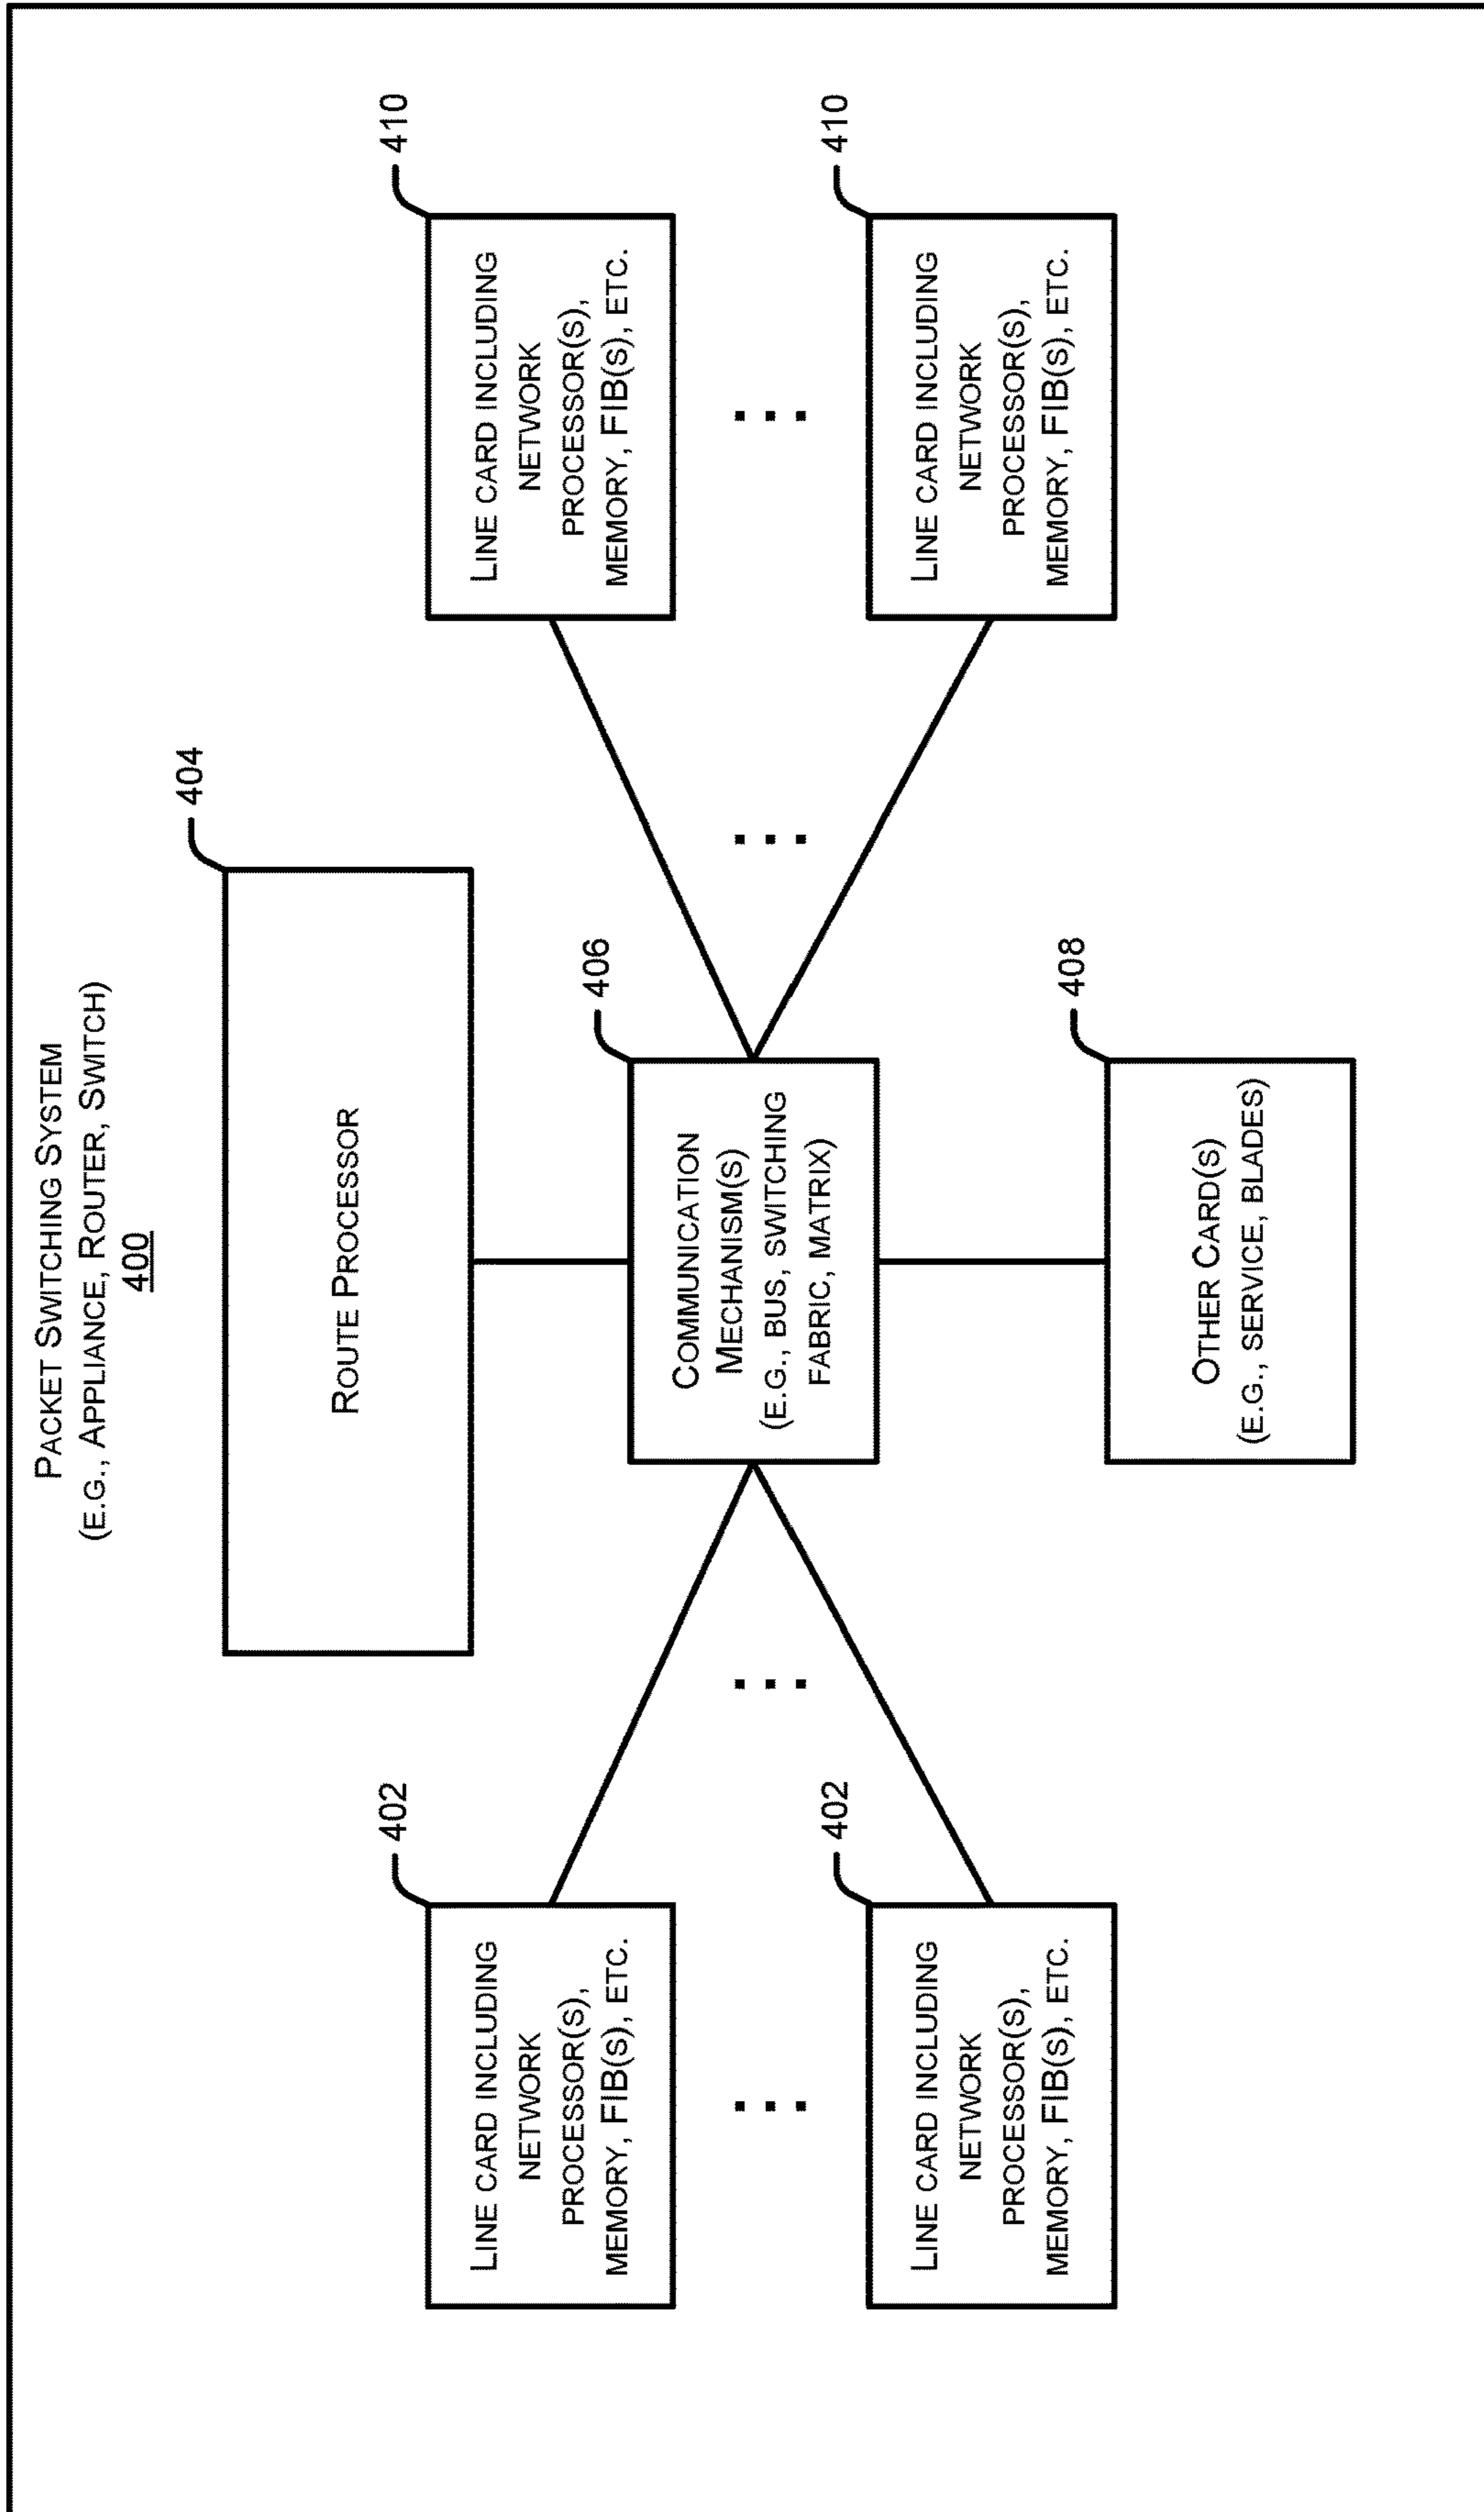 PACKET SWITCHING SYSTEM
(E.G., APPLIANCE, ROUTER, SWITCH)
400
404
ROUTE PROCESSOR
402
LINE CARD INCLUDING
NETWORK
PROCESSOR(S),
MEMORY, FIB(S), ETC.
406
COMMUNICATION
MECHANISM(S)
(E.G., BUS, SWITCHING
FABRIC, MATRIX)
410
LINE CARD INCLUDING
NETWORK
PROCESSOR(S),
MEMORY, FIB(S), ETC.
...
...
...
...
402
LINE CARD INCLUDING
NETWORK
PROCESSOR(S),
MEMORY, FIB(S), ETC.
408
OTHER CARD(S)
(E.G., SERVICE, BLADES)
410
LINE CARD INCLUDING
NETWORK
PROCESSOR(S),
MEMORY, FIB(S), ETC.